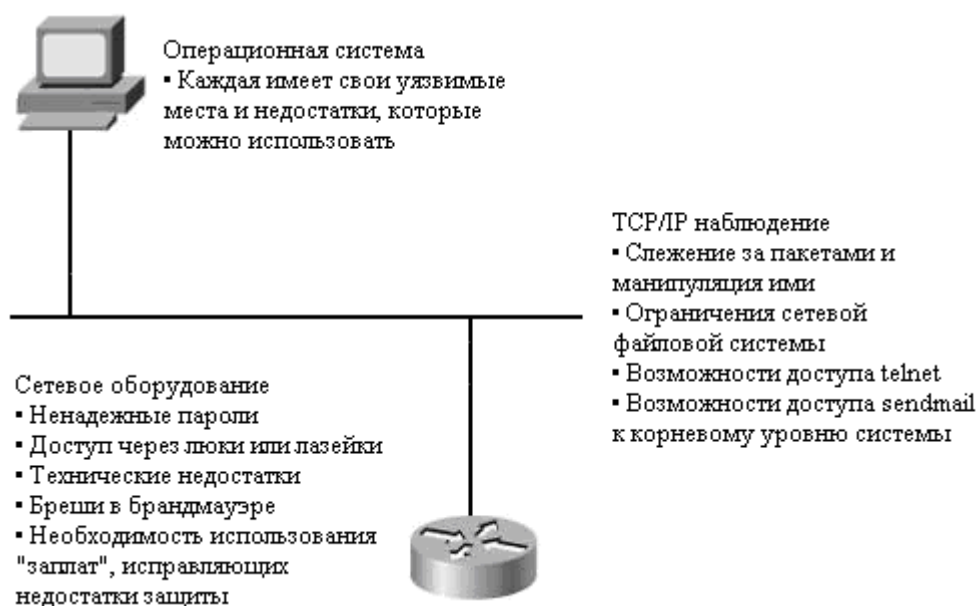 Операционная система
▪ Каждая имеет свои уязвимые
места и недостатки, которые
можно использовать
TCP/IP наблюдение
▪ Слежение за пакетами и
манипуляция ими
▪ Ограничения сетевой
файловой системы
▪ Возможности доступа telnet
▪ Возможности доступа sendmail
к корневому уровню системы
Сетевое оборудование
▪ Ненадежные пароли
▪ Доступ через люки или лазейки
▪ Технические недостатки
▪ Бреши в брандмауэре
▪ Необходимость использования
"заплат", исправляющих
недостатки защиты